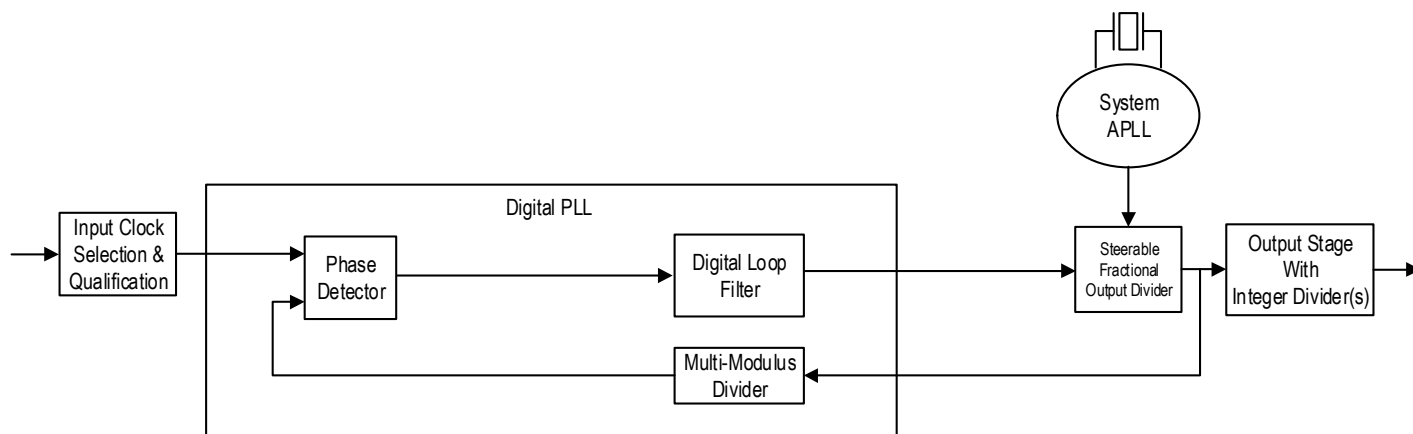 System
APLL
Digital PLL
Input Clock
Selection &
Qualification
Phase
Detector
Digital Loop
Filter
Steerable
Fractional
Output Divider
Output Stage
With
Integer Divider(s)
Multi-Modulus
Divider